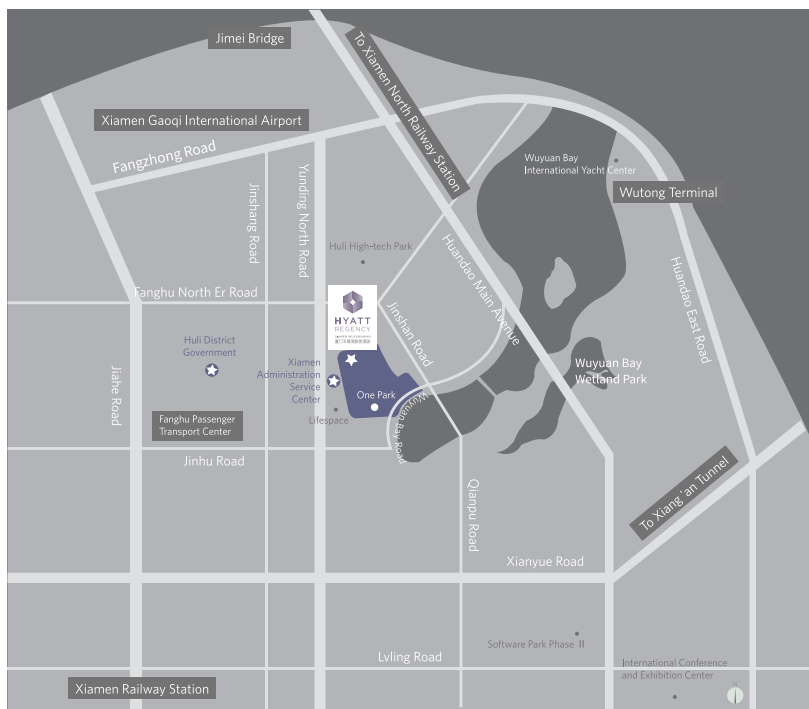 Jimei Bridge
To Xiamen North Railway Station
Xiamen Gaoqi International Airport
Fangzhong Road
Wuyuan Bay
International Yacht Center
Wutong Terminal
Jinshang Road
Yunding North Road
Huli High-tech Park
Huandao Main Avenue
Huandao East Road
Fanghu North Er Road
HYATT
REGENCY
Jinshan Road
Huli District
Government
Xiamen
Administration
Service
Center
Wuyuan Bay
Wetland Park
Jiahe Road
One Park
Wuyuan Bay Road
Lifespace
Fanghu Passenger
Transport Center
Jinhu Road
Qianpu Road
To Xiang 'an Tunnel
Xianyue Road
Software Park Phase II
Lvling Road
International Conference
and Exhibition Center
Xiamen Railway Station